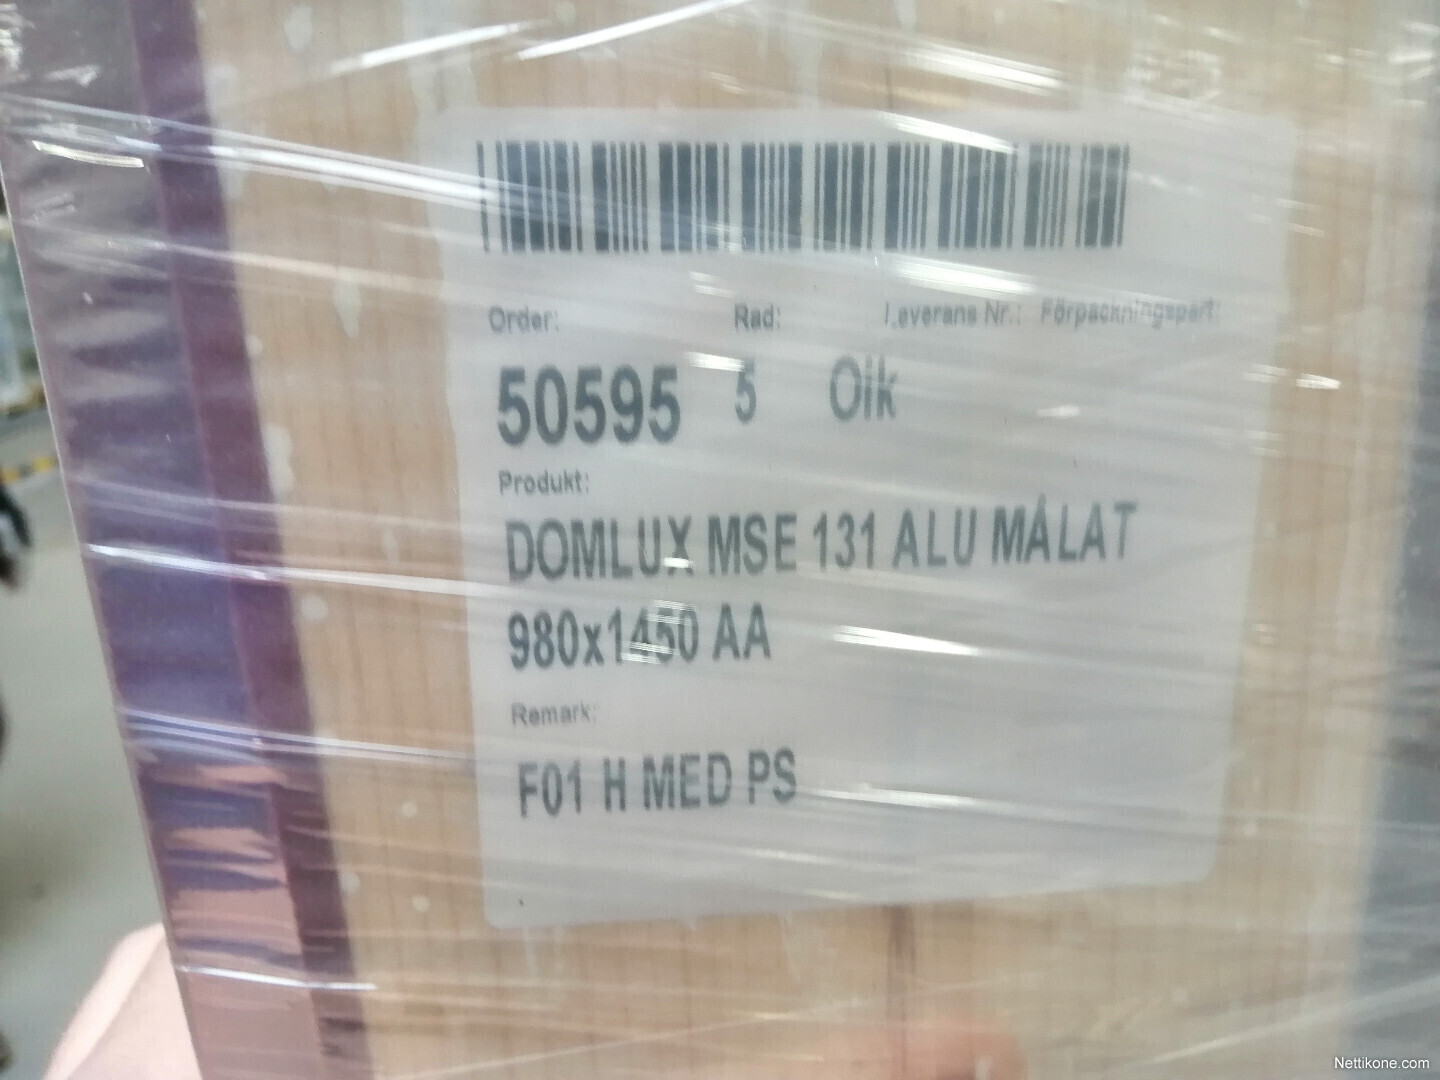 Order: Rad: Leverans Nr.: Förpackningspart:
50595 5 Oik
Produkt:
DOMLUX MSE 131 ALU MÅLAT
980x1450 AA
Remark:
F01 H MED PS
Nettikone.com